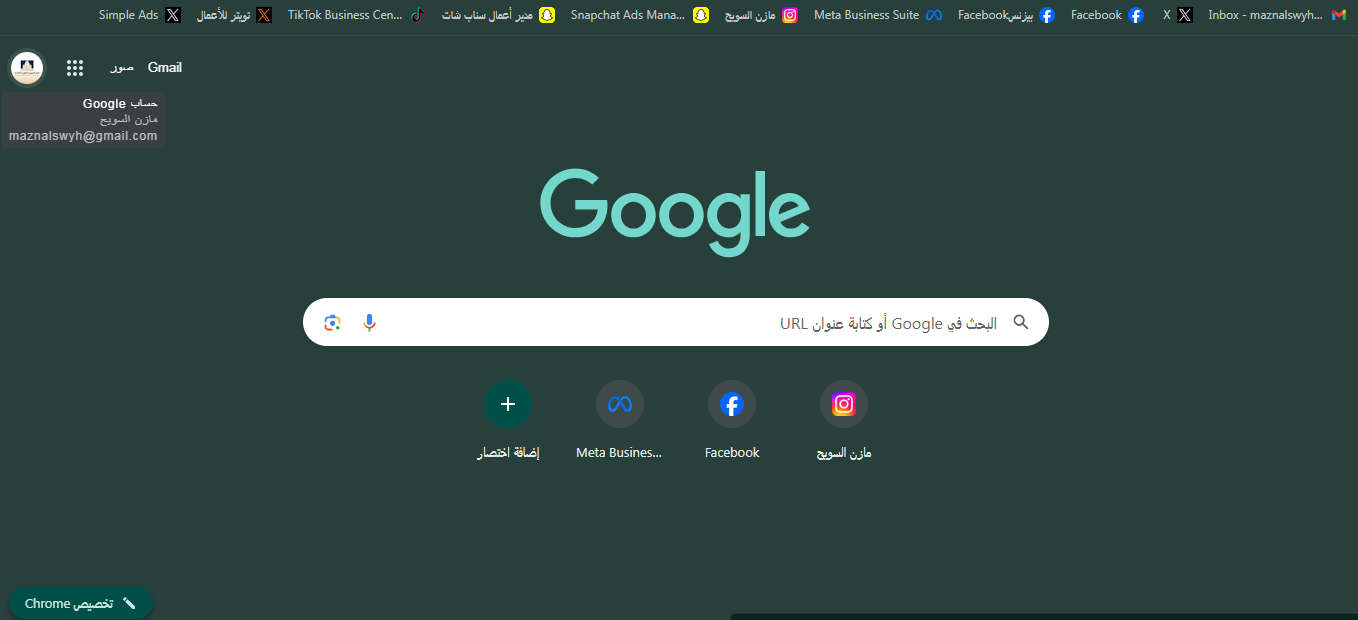 Inbox - maznalswyh...
X
Facebook
Facebookبيزنس
Meta Business Suite
مازن السويح
Snapchat Ads Mana...
مدير أعمال سناب شات
TikTok Business Cen...
تويتر للأعمال
Simple Ads
Gmail
صور
حساب Google
مازن السويح
maznalswyh@gmail.com
Google
البحث في Google أو كتابة عنوان URL
مازن السويح
Facebook
Meta Busines...
إضافة اختصار
تخصيص Chrome